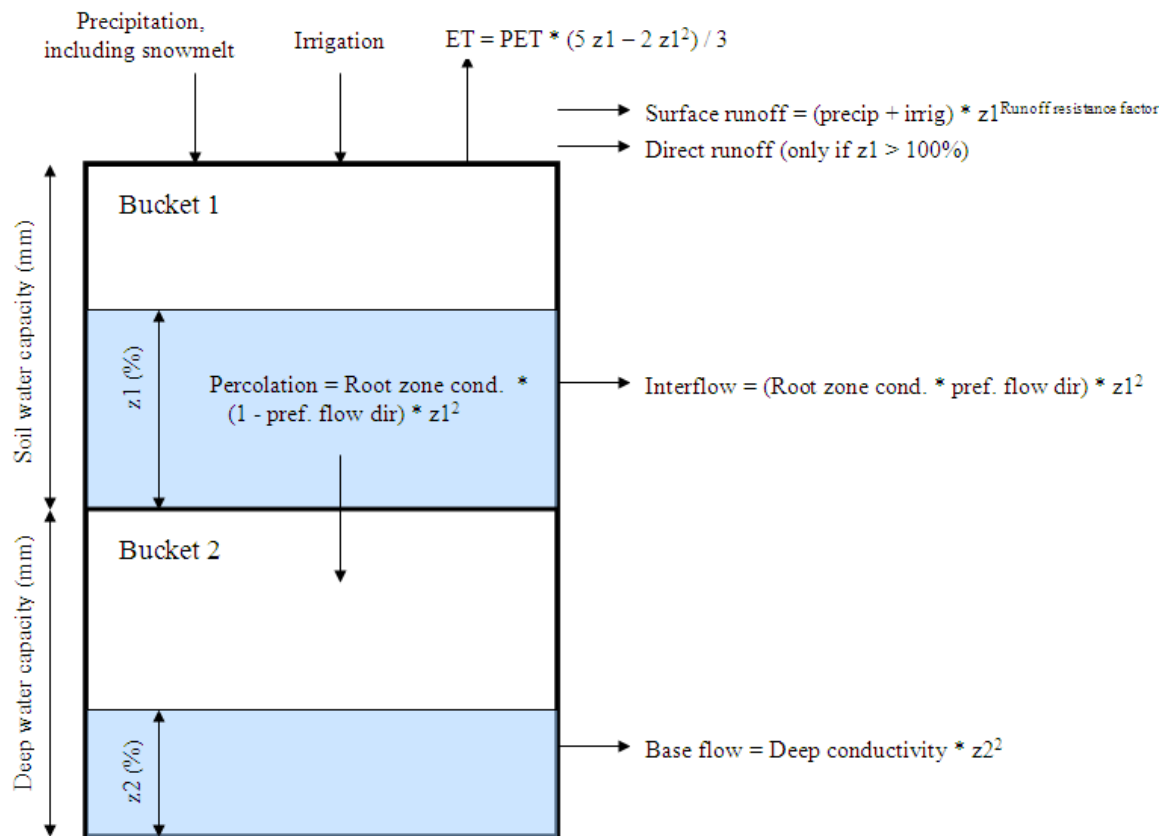 Precipitation,
including snowmelt
Irrigation
ET = PET * (5 z1 – 2 z1²) / 3
Surface runoff = (precip + irrig) * z1^Runoff resistance factor
Direct runoff (only if z1 > 100%)
Bucket 1
Soil water capacity (mm)
z1 (%)
Percolation = Root zone cond. *
(1 - pref. flow dir) * z1²
Interflow = (Root zone cond. * pref. flow dir) * z1²
Bucket 2
Deep water capacity (mm)
z2 (%)
Base flow = Deep conductivity * z2²